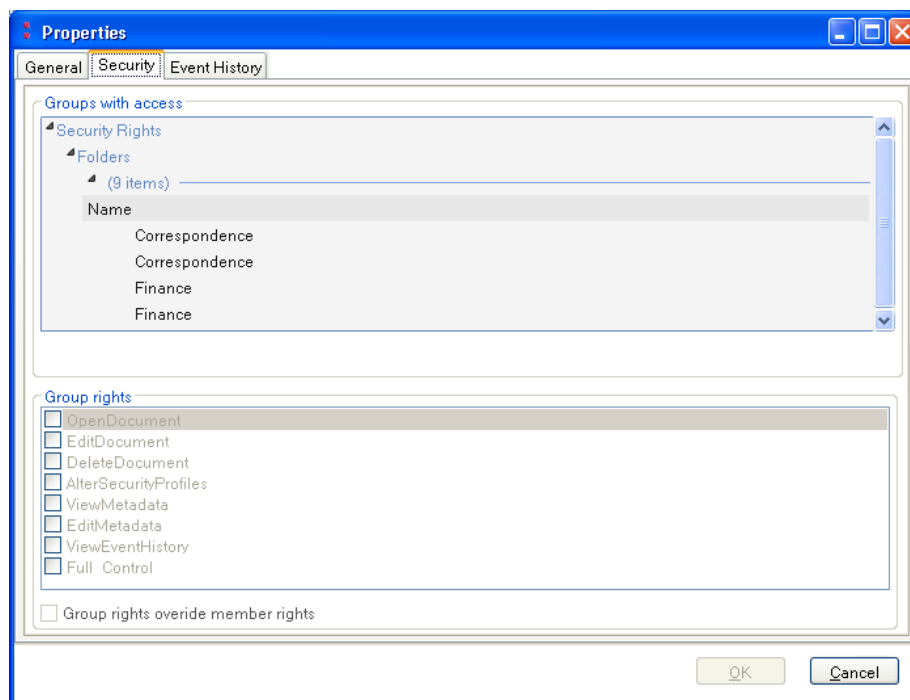 Properties
General Security Event History
Groups with access
Security Rights
Folders
(9 items)
Name
Correspondence
Correspondence
Finance
Finance
Group rights
OpenDocument
EditDocument
DeleteDocument
AlterSecurityProfiles
ViewMetadata
EditMetadata
ViewEventHistory
Full Control
Group rights overide member rights
OK Cancel